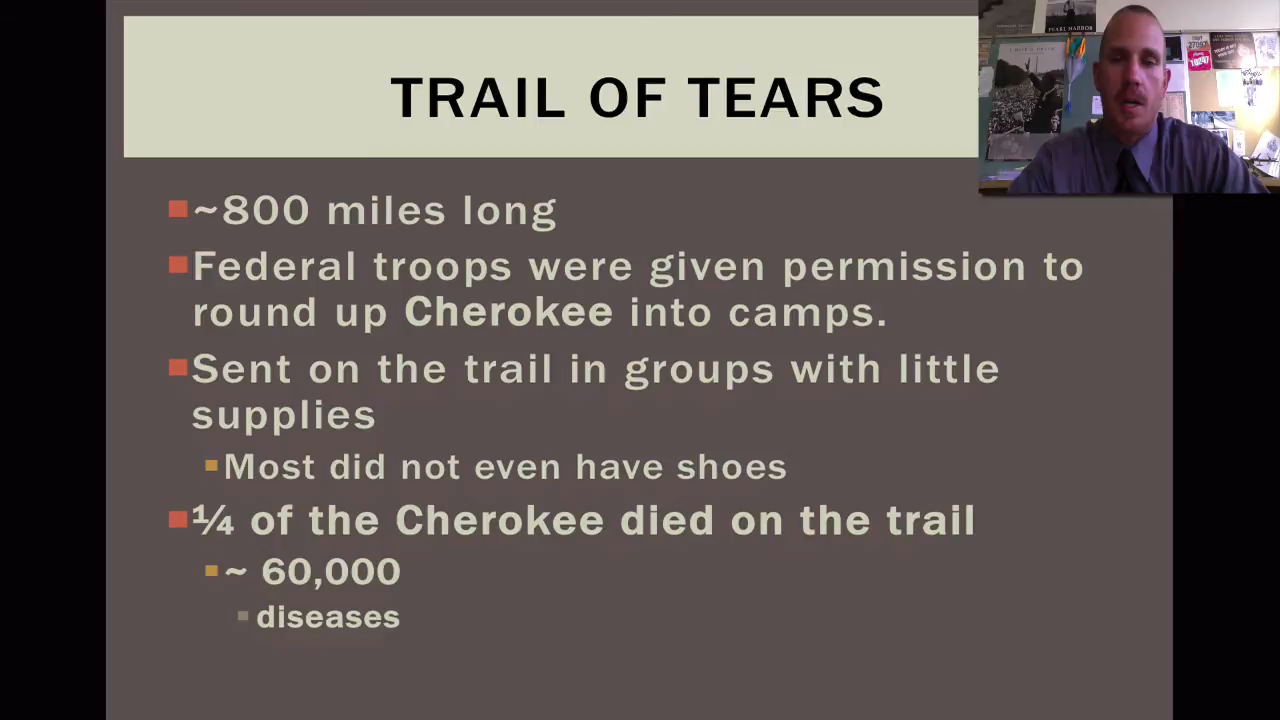 TRAIL OF TEARS
PEARL HARBOR
~800 miles long
Federal troops were given permission to
round up Cherokee into camps.
Sent on the trail in groups with little
supplies
Most did not even have shoes
¼ of the Cherokee died on the trail
~ 60,000
diseases